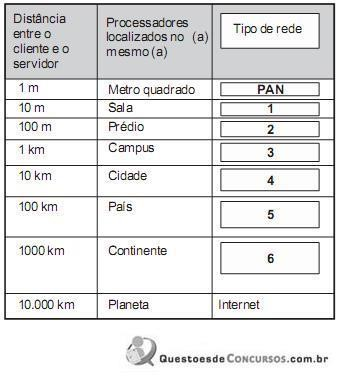 Distância
entre o
cliente e o
servidor
Processadores
localizados no (a)
mesmo (a)
Tipo de rede
1 m Metro quadrado PAN
10 m Sala 1
100 m Prédio 2
1 km Campus 3
10 km Cidade 4
100 km País 5
1000 km Continente 6
10.000 km Planeta Internet
QuestoesdeConcursos.com.br